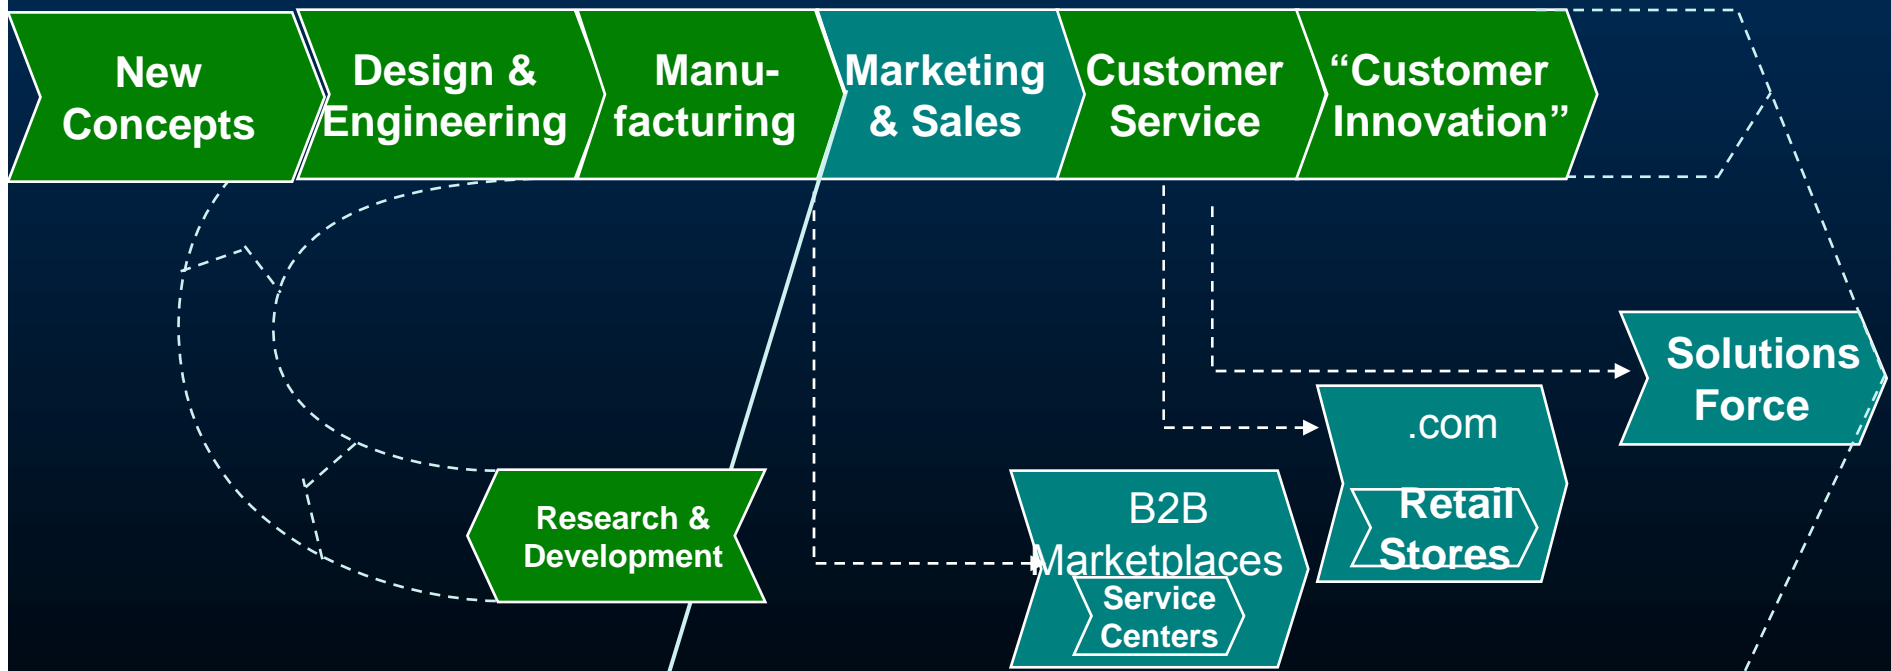 New
Concepts
Design &
Engineering
Manu-
facturing
Marketing
& Sales
Customer
Service
“Customer
Innovation”
Solutions
Force
.com
Retail
Stores
Research &
Development
B2B
Marketplaces
Service
Centers